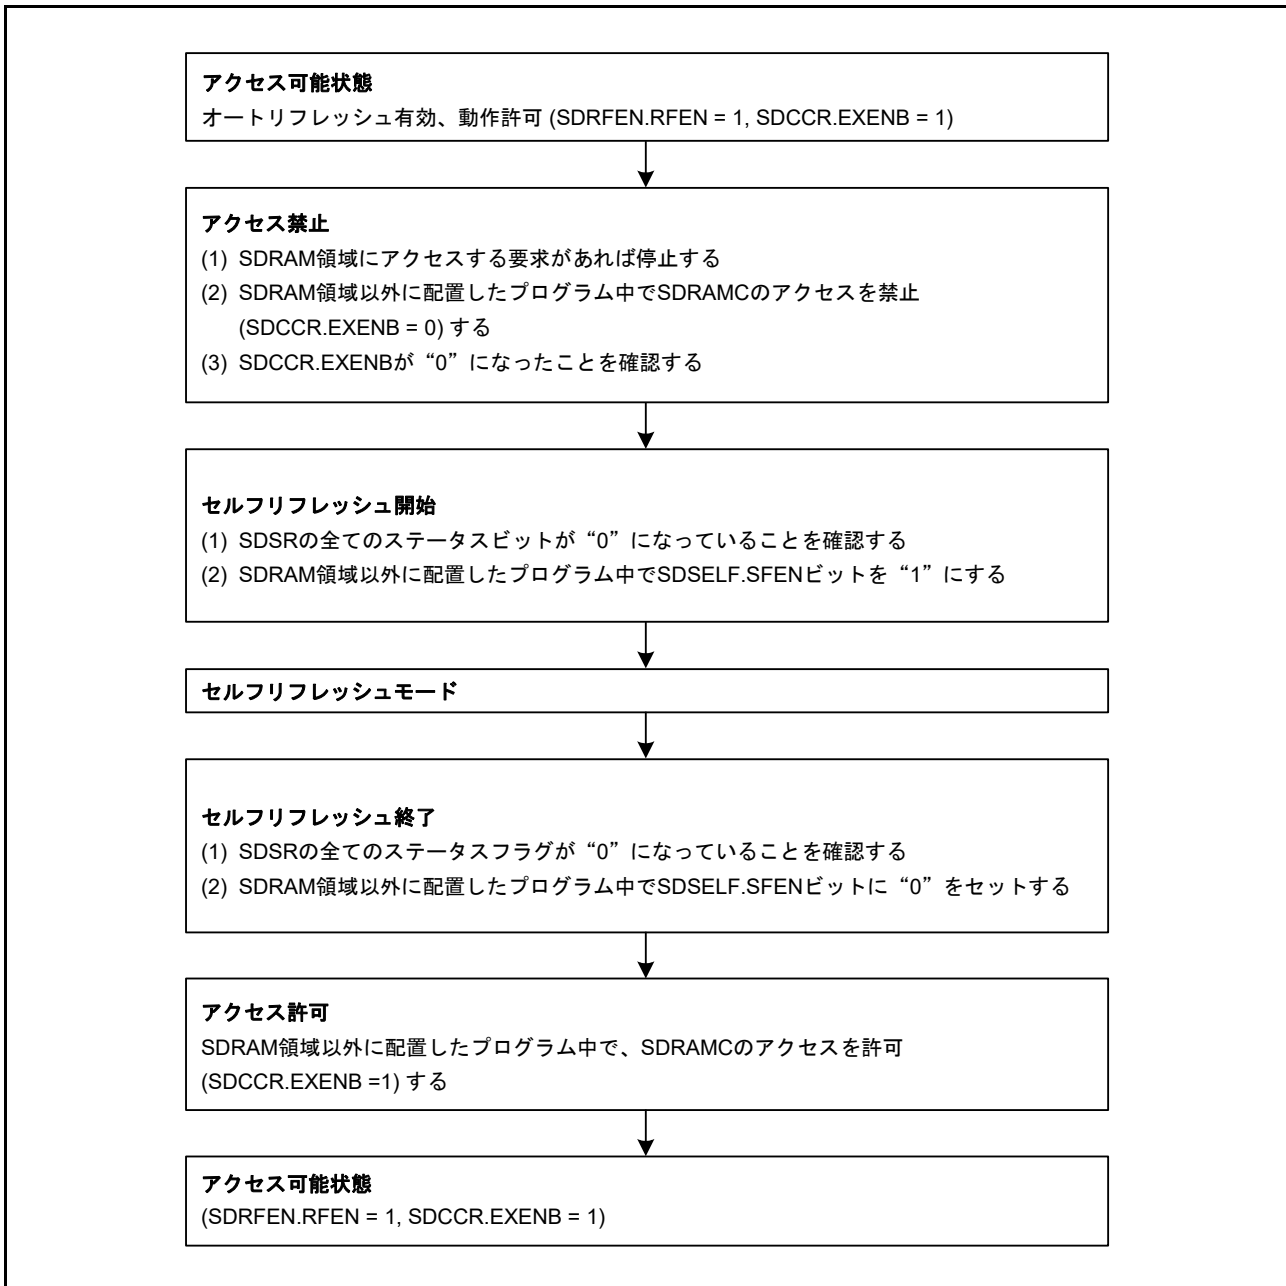 アクセス可能状態
オートリフレッシュ有効、動作許可 (SDRFEN.RFEN = 1, SDCCR.EXENB = 1)
アクセス禁止
(1) SDRAM領域にアクセスする要求があれば停止する
(2) SDRAM領域以外に配置したプログラム中でSDRAMCのアクセスを禁止
(SDCCR.EXENB = 0) する
(3) SDCCR.EXENBが“0”になったことを確認する
セルフリフレッシュ開始
(1) SDSRの全てのステータスビットが“0”になっていることを確認する
(2) SDRAM領域以外に配置したプログラム中でSDSELF.SFENビットを“1”にする
セルフリフレッシュモード
セルフリフレッシュ終了
(1) SDSRの全てのステータスフラグが“0”になっていることを確認する
(2) SDRAM領域以外に配置したプログラム中でSDSELF.SFENビットに“0”をセットする
アクセス許可
SDRAM領域以外に配置したプログラム中で、SDRAMCのアクセスを許可
(SDCCR.EXENB =1) する
アクセス可能状態
(SDRFEN.RFEN = 1, SDCCR.EXENB = 1)